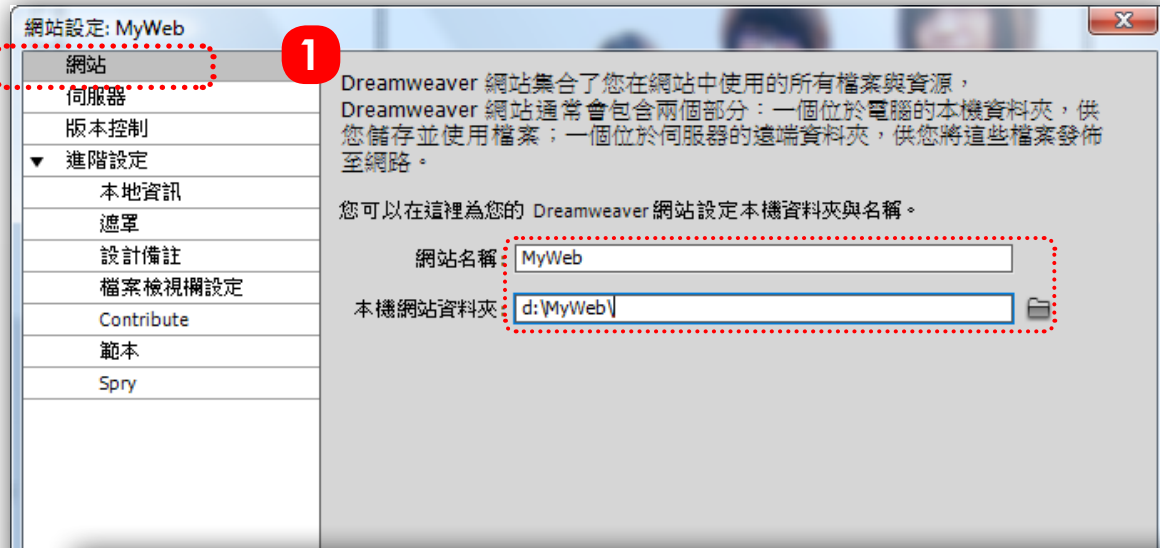 網站設定: MyWeb
1
網站
伺服器
版本控制
▼ 進階設定
本地資訊
遮罩
設計備註
檔案檢視欄設定
Contribute
範本
Spry
Dreamweaver 網站集合了您在網站中使用的所有檔案與資源，
Dreamweaver 網站通常會包含兩個部分：一個位於電腦的本機資料夾，供
您儲存並使用檔案；一個位於伺服器的遠端資料夾，供您將這些檔案發佈
至網路。
您可以在這裡為您的 Dreamweaver 網站設定本機資料夾與名稱。
網站名稱: MyWeb
本機網站資料夾: d:\MyWeb\